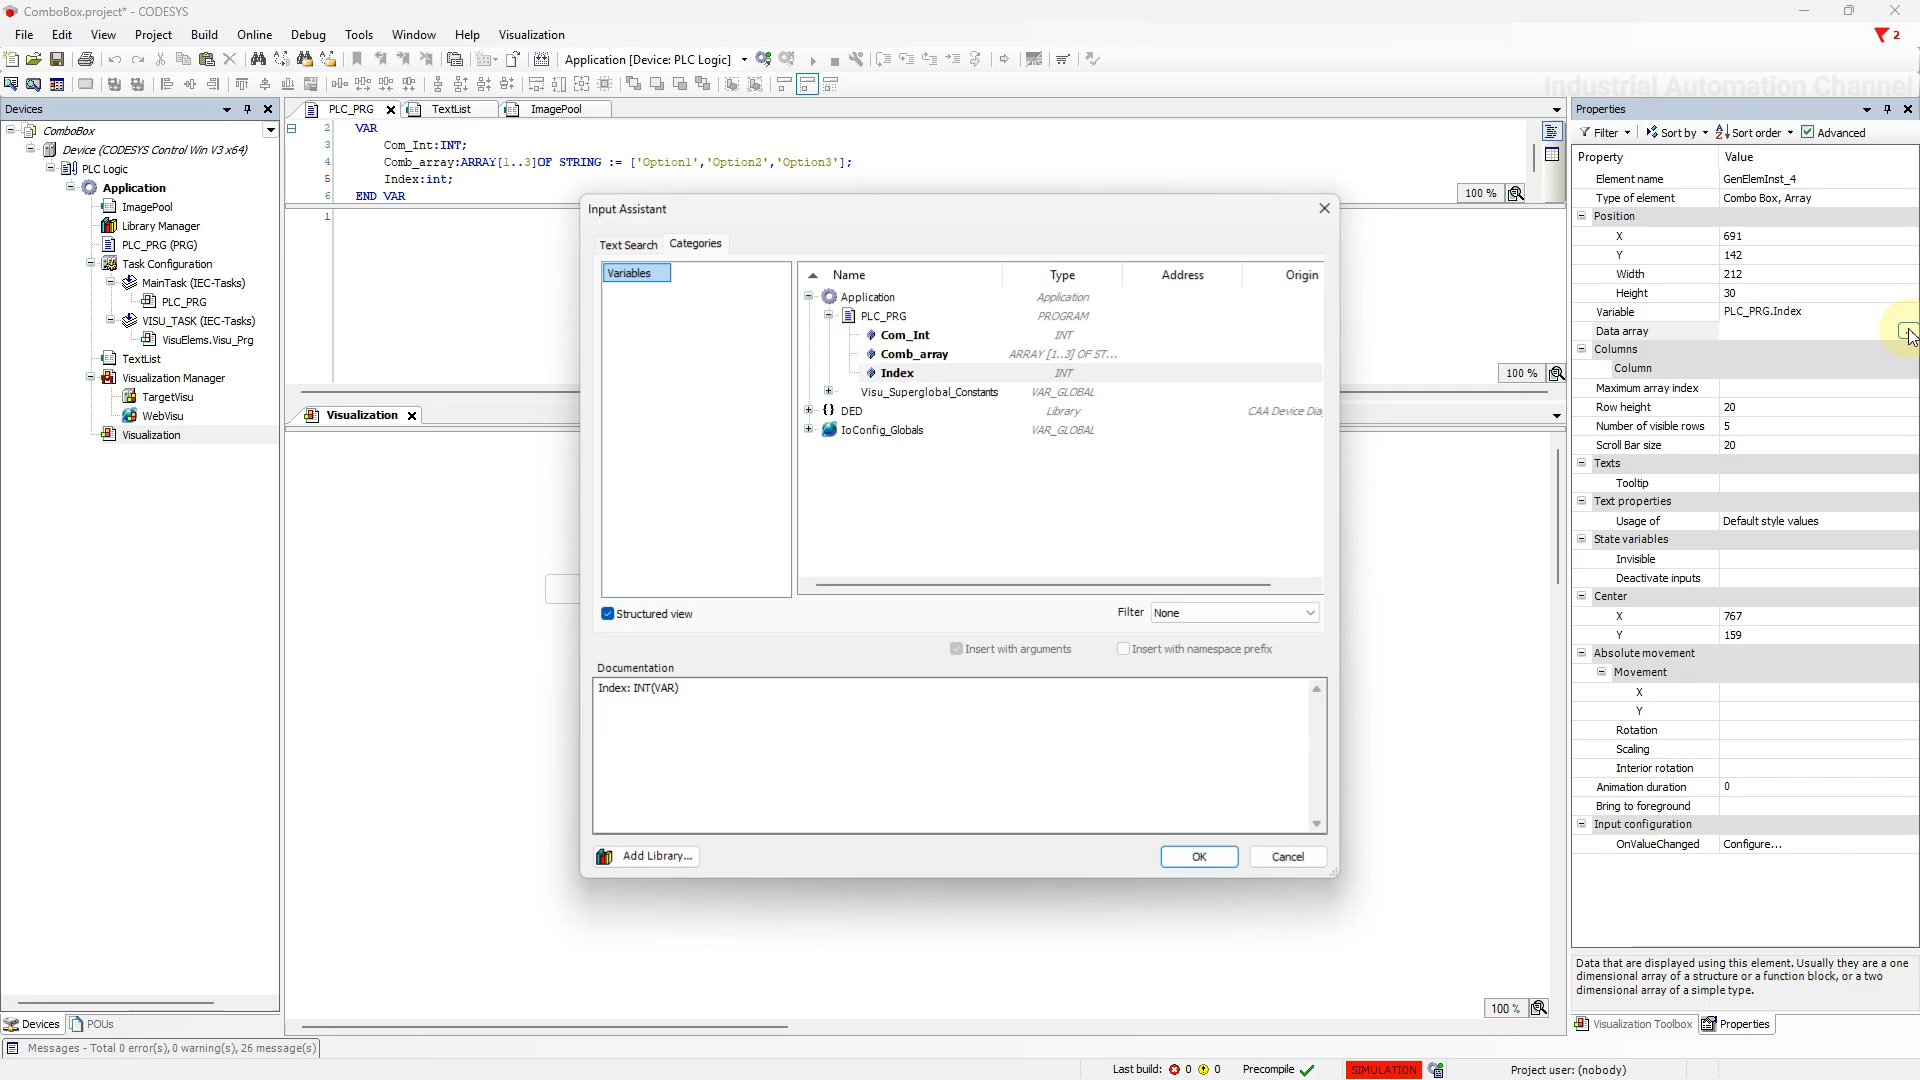 ComboBox.project* - CODESYS
File Edit View Project Build Online Debug Tools Window Help Visualization
2
Application [Device: PLC Logic]
Industrial Automation Channel
Devices
ComboBox
Device (CODESYS Control Win V3 x64)
PLC Logic
Application
ImagePool
Library Manager
PLC_PRG (PRG)
Task Configuration
MainTask (IEC-Tasks)
PLC_PRG
VISU_TASK (IEC-Tasks)
VisuElems.Visu_Prg
TextList
Visualization Manager
TargetVisu
WebVisu
Visualization
Devices POUs
PLC_PRG TextList ImagePool
2 VAR
3 Com_Int:INT;
4 Comb_array:ARRAY[1..3]OF STRING := ['Option1','Option2','Option3'];
5 Index:int;
6 END VAR
100 %
1
100 %
Visualization
100 %
Input Assistant
Text Search Categories
Variables
Name Type Address Origin
Application Application
PLC_PRG PROGRAM
Com_Int INT
Comb_array ARRAY [1..3] OF ST...
Index INT
Visu_Superglobal_Constants VAR_GLOBAL
DED Library CAA Device Dia
IoConfig_Globals VAR_GLOBAL
Structured view
Filter None
Insert with arguments Insert with namespace prefix
Documentation
Index: INT(VAR)
Add Library...
OK Cancel
Properties
Filter Sort by Sort order Advanced
Property Value
Element name GenElemInst_4
Type of element Combo Box, Array
Position
X 691
Y 142
Width 212
Height 30
Variable PLC_PRG.Index
Data array
Columns
Column
Maximum array index
Row height 20
Number of visible rows 5
Scroll Bar size 20
Texts
Tooltip
Text properties
Usage of Default style values
State variables
Invisible
Deactivate inputs
Center
X 767
Y 159
Absolute movement
Movement
X
Y
Rotation
Scaling
Interior rotation
Animation duration 0
Bring to foreground
Input configuration
OnValueChanged Configure...
Data that are displayed using this element. Usually they are a one
dimensional array of a structure or a function block, or a two
dimensional array of a simple type.
Visualization Toolbox Properties
Messages - Total 0 error(s), 0 warning(s), 26 message(s)
Last build: 0 0 Precompile SIMULATION Project user: (nobody)